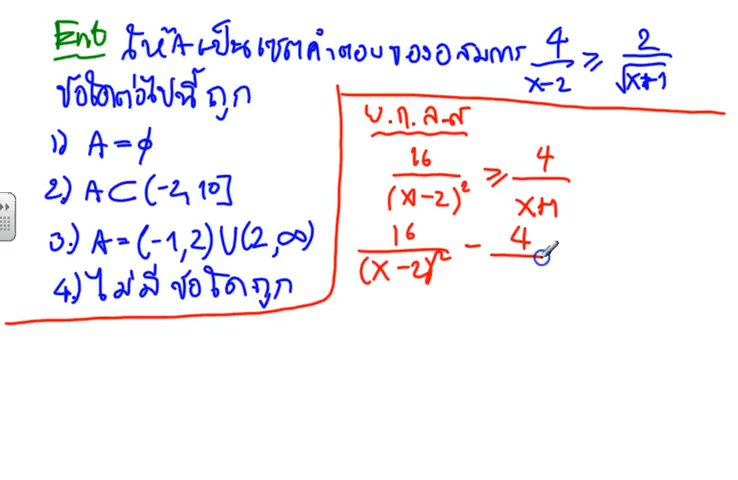 Ent ให้ A เป็นเซตคำตอบของอสมการ 4/(x-2) ≥ 2/√(x+1)
ข้อใดต่อไปนี้ถูก
1) A = ϕ
2) A ⊂ (-2, 10]
3) A = (-1, 2) ∪ (2, ∞)
4) ไม่มีข้อใดถูก
ย.ก.ล.ส
16/(x-2)² ≥ 4/(x+1)
16/(x-2)² - 4